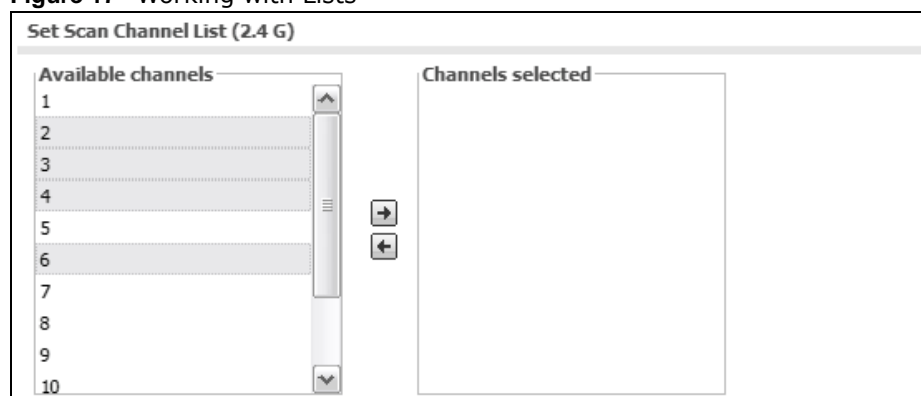 Figure 17 Working with Lists
Set Scan Channel List (2.4 G)
Available channels
1
2
3
4
5
6
7
8
9
10
Channels selected